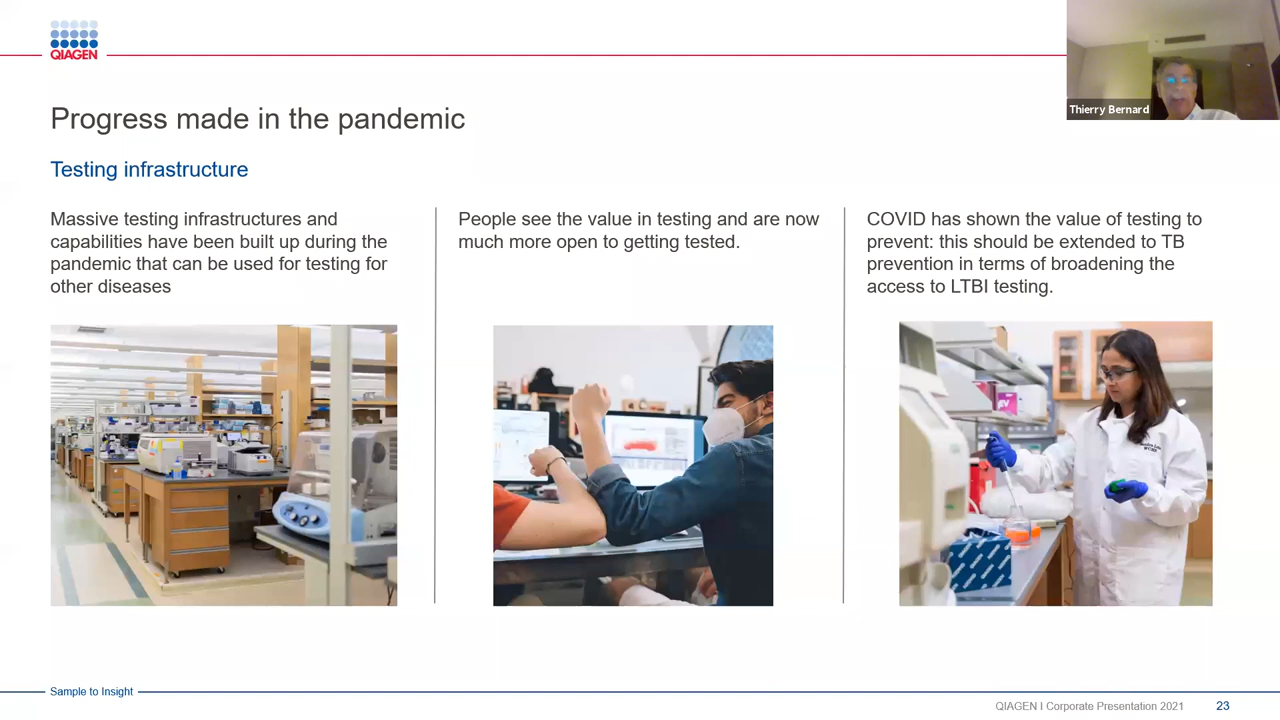 QIAGEN
Thierry Bernard
Progress made in the pandemic
Testing infrastructure
Massive testing infrastructures and
capabilities have been built up during the
pandemic that can be used for testing for
other diseases
People see the value in testing and are now
much more open to getting tested.
COVID has shown the value of testing to
prevent: this should be extended to TB
prevention in terms of broadening the
access to LTBI testing.
Sample to Insight
QIAGEN I Corporate Presentation 2021
23